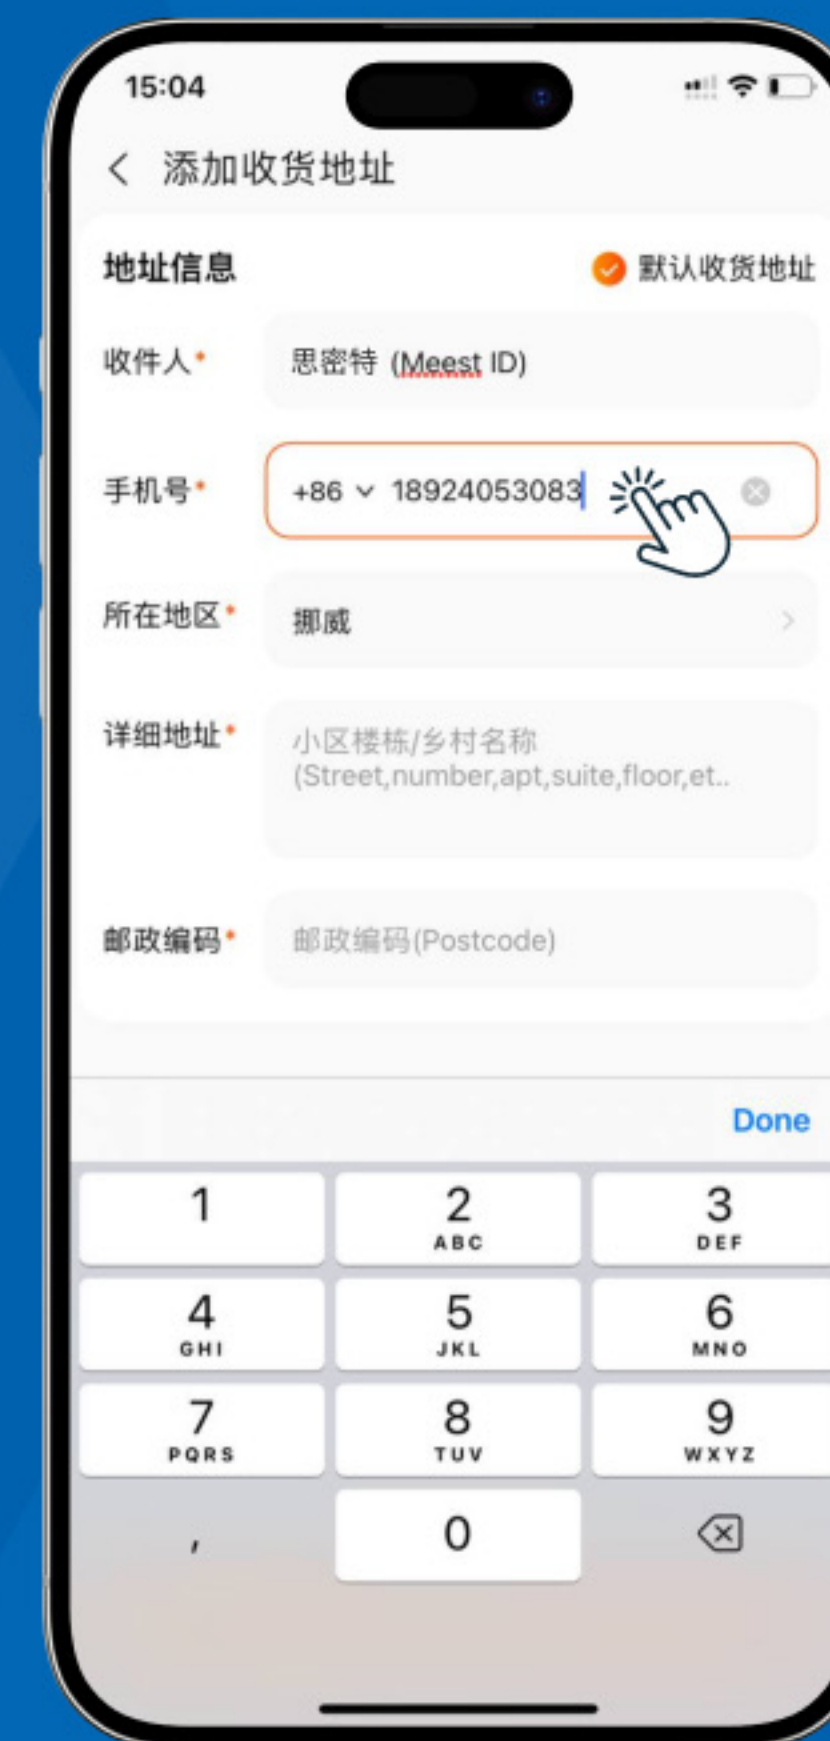 15:04
添加收货地址
地址信息 默认收货地址
收件人* 思密特 (Meest ID)
手机号* +86 18924053083
所在地区* 挪威
详细地址* 小区楼栋/乡村名称
(Street,number,apt,suite,floor,et..
邮政编码* 邮政编码(Postcode)
Done
1 2 3
ABC DEF
4 5 6
GHI JKL MNO
7 8 9
PQRS TUV WXYZ
, 0